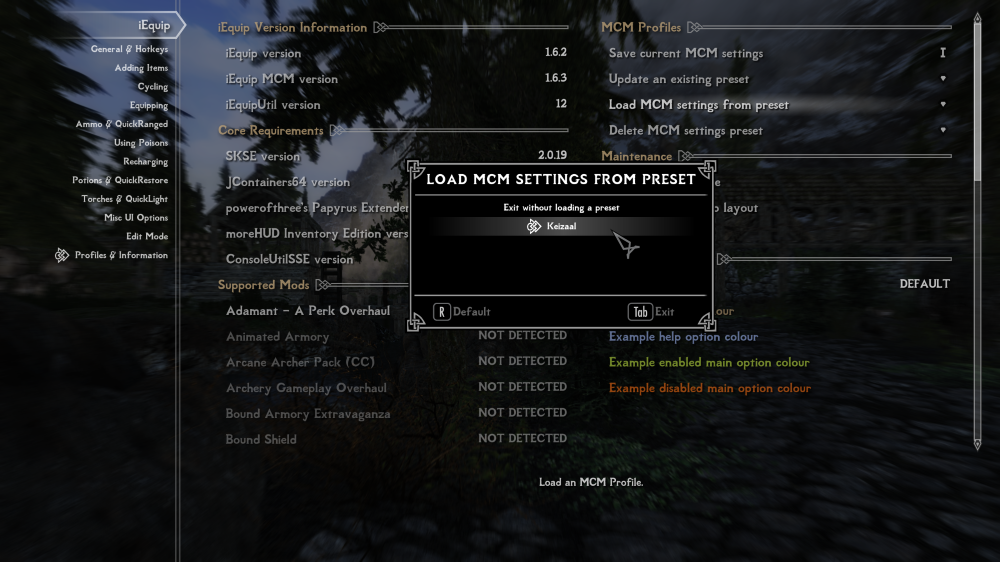 iEquip
General & Hotkeys
Adding Items
Cycling
Equipping
Ammo & QuickRanged
Using Poisons
Recharging
Potions & QuickRestore
Torches & QuickLight
Misc UI Options
Edit Mode
Profiles & Information
iEquip Version Information
iEquip version 1.6.2
iEquip MCM version 1.6.3
iEquipUtil version 12
Core Requirements
SKSE version 2.0.19
JContainers64 version
powerofthree's Papyrus Extender
moreHUD Inventory Edition vers
ConsoleUtilSSE version
Supported Mods
Adamant - A Perk Overhaul
Animated Armory NOT DETECTED
Arcane Archer Pack (CC) NOT DETECTED
Archery Gameplay Overhaul NOT DETECTED
Bound Armory Extravaganza NOT DETECTED
Bound Shield NOT DETECTED
MCM Profiles
Save current MCM settings
Update an existing preset
Load MCM settings from preset
Delete MCM settings preset
Maintenance
layout
DEFAULT
our
Example help option colour
Example enabled main option colour
Example disabled main option colour
LOAD MCM SETTINGS FROM PRESET
Exit without loading a preset
Keizaal
R Default
Tab Exit
Load an MCM Profile.